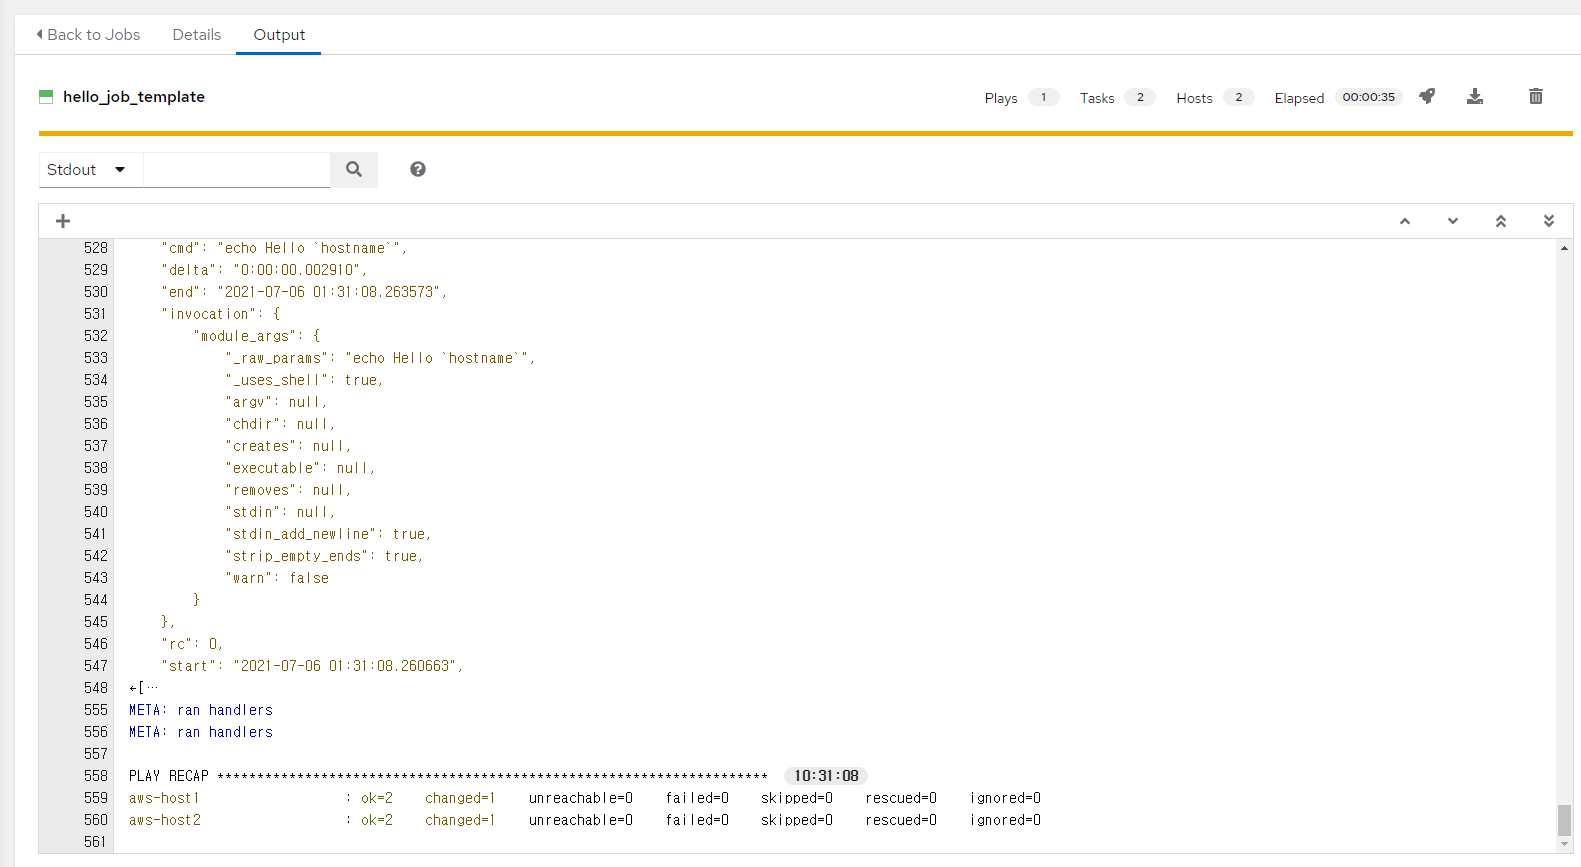 Back to Jobs Details Output
hello_job_template Plays 1 Tasks 2 Hosts 2 Elapsed 00:00:35
Stdout
528 "cmd": "echo Hello `hostname`",
529 "delta": "0:00:00.002910",
530 "end": "2021-07-06 01:31:08.263573",
531 "invocation": {
532 "module_args": {
533 "_raw_params": "echo Hello `hostname`",
534 "_uses_shell": true,
535 "argv": null,
536 "chdir": null,
537 "creates": null,
538 "executable": null,
539 "removes": null,
540 "stdin": null,
541 "stdin_add_newline": true,
542 "strip_empty_ends": true,
543 "warn": false
544 }
545 },
546 "rc": 0,
547 "start": "2021-07-06 01:31:08.260663",
548 ←[…
555 META: ran handlers
556 META: ran handlers
557
558 PLAY RECAP ********************************************************************* 10:31:08
559 aws-host1 : ok=2 changed=1 unreachable=0 failed=0 skipped=0 rescued=0 ignored=0
560 aws-host2 : ok=2 changed=1 unreachable=0 failed=0 skipped=0 rescued=0 ignored=0
561